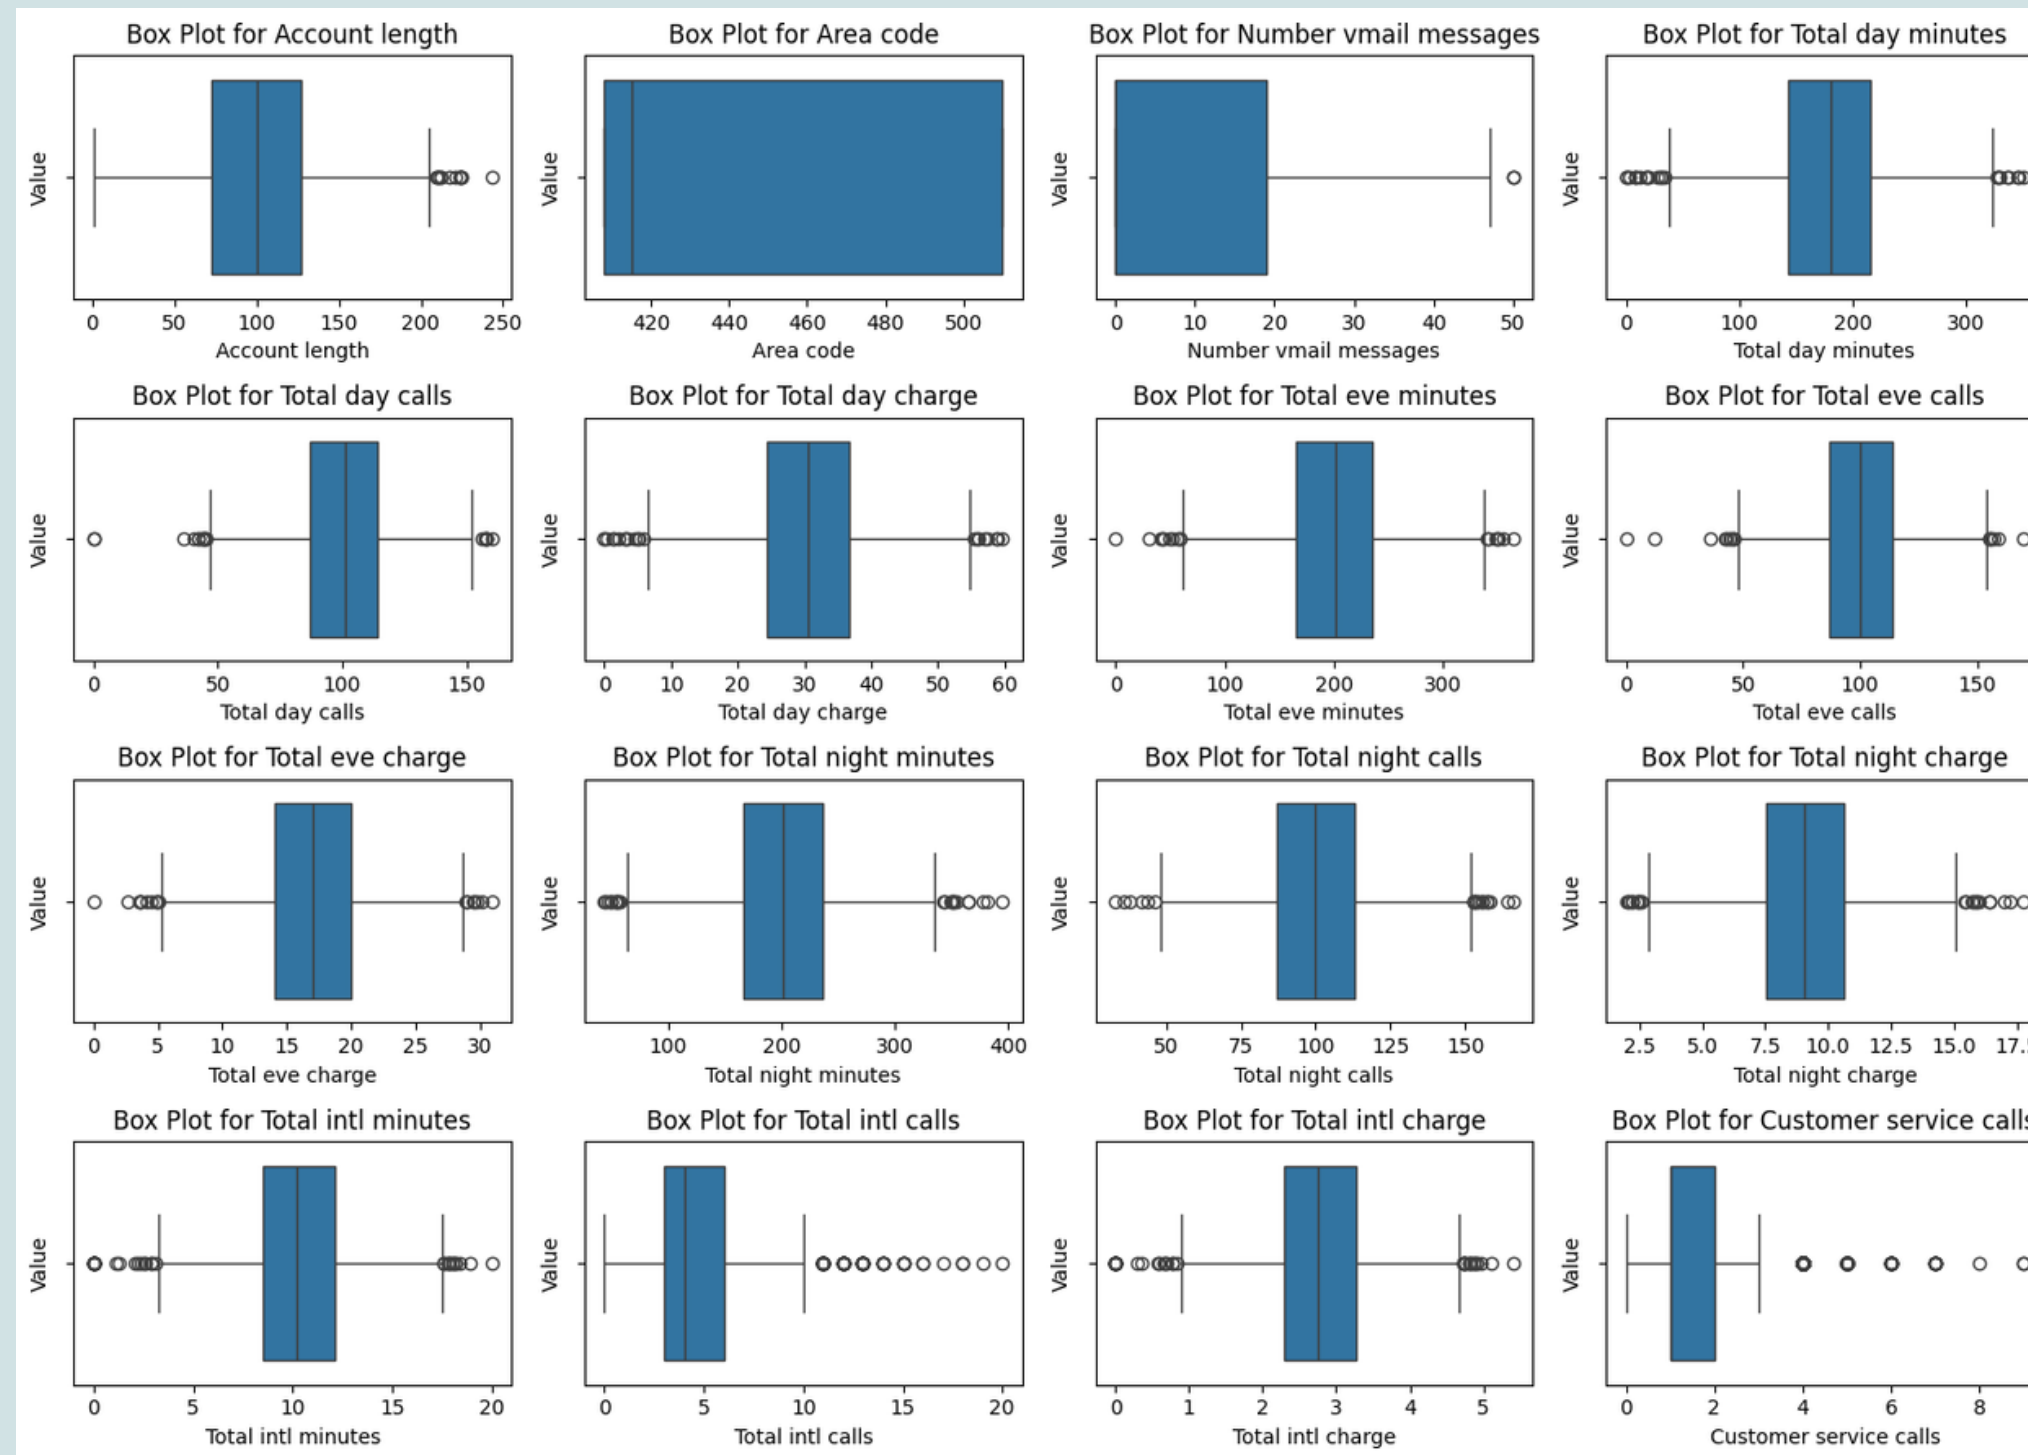 Box Plot for Account length
Box Plot for Area code
Box Plot for Number vmail messages
Box Plot for Total day minutes
Value
Value
Value
Value
0 50 100 150 200 250
420 440 460 480 500
0 10 20 30 40 50
0 100 200 300
Account length
Area code
Number vmail messages
Total day minutes
Box Plot for Total day calls
Box Plot for Total day charge
Box Plot for Total eve minutes
Box Plot for Total eve calls
Value
Value
Value
Value
0 50 100 150
0 10 20 30 40 50 60
0 100 200 300
0 50 100 150
Total day calls
Total day charge
Total eve minutes
Total eve calls
Box Plot for Total eve charge
Box Plot for Total night minutes
Box Plot for Total night calls
Box Plot for Total night charge
Value
Value
Value
Value
0 5 10 15 20 25 30
100 200 300 400
50 75 100 125 150
2.5 5.0 7.5 10.0 12.5 15.0
Total eve charge
Total night minutes
Total night calls
Total night charge
Box Plot for Total intl minutes
Box Plot for Total intl calls
Box Plot for Total intl charge
Box Plot for Customer service calls
Value
Value
Value
Value
0 5 10 15 20
0 5 10 15 20
0 1 2 3 4 5
0 2 4 6 8
Total intl minutes
Total intl calls
Total intl charge
Customer service calls